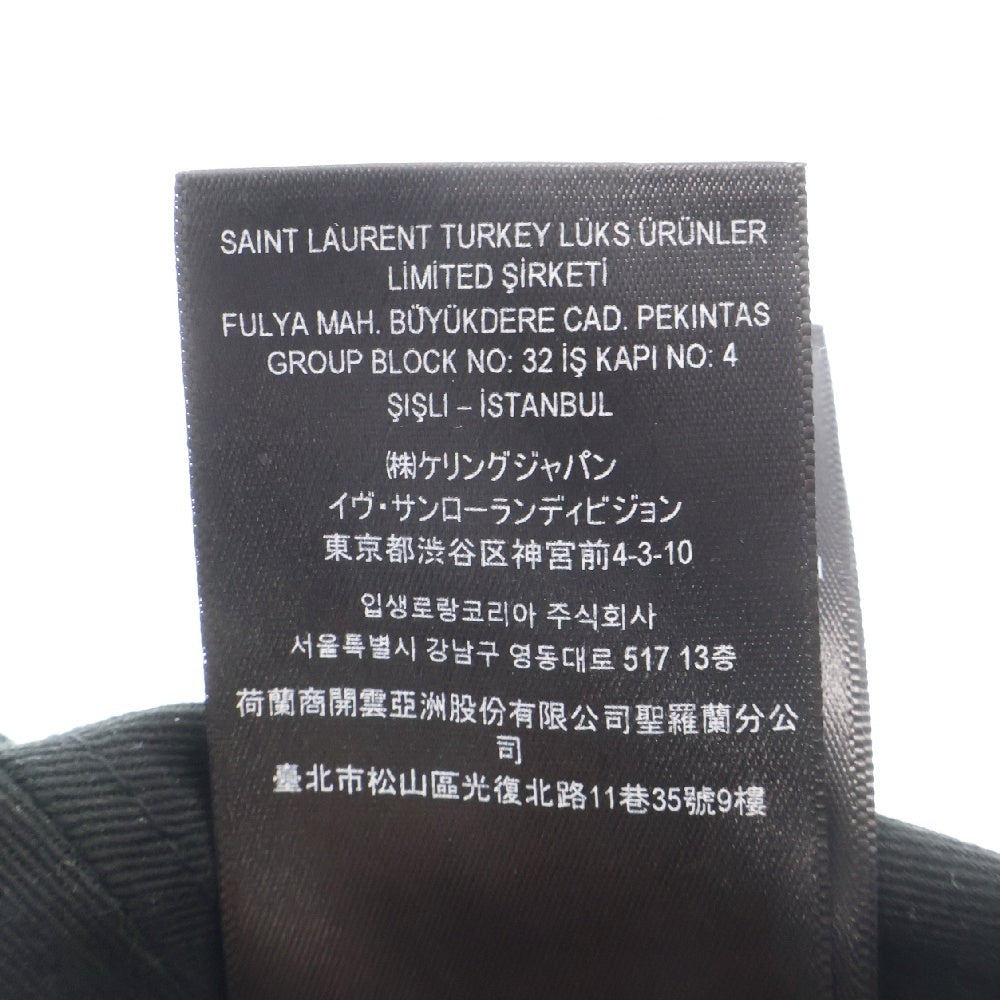 SAINT LAURENT TURKEY LÜKS ÜRÜNLER
LİMİTED ŞİRKETİ
FULYA MAH. BÜYÜKDERE CAD. PEKINTAS
GROUP BLOCK NO: 32 İŞ KAPI NO: 4
ŞIŞLI – İSTANBUL
㈱ケリングジャパン
イヴ・サンローランディビジョン
東京都渋谷区神宮前4-3-10
입생로랑코리아 주식회사
서울특별시 강남구 영동대로 517 13층
荷蘭商開雲亞洲股份有限公司聖羅蘭分公
司
臺北市松山區光復北路11巷35號9樓